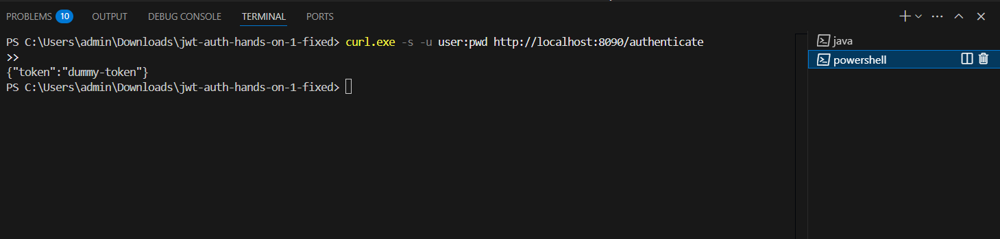 PROBLEMS 10 OUTPUT DEBUG CONSOLE TERMINAL PORTS
PS C:\Users\admin\Downloads\jwt-auth-hands-on-1-fixed> curl.exe -s -u user:pwd http://localhost:8090/authenticate
>>
{"token":"dummy-token"}
PS C:\Users\admin\Downloads\jwt-auth-hands-on-1-fixed>
java
powershell